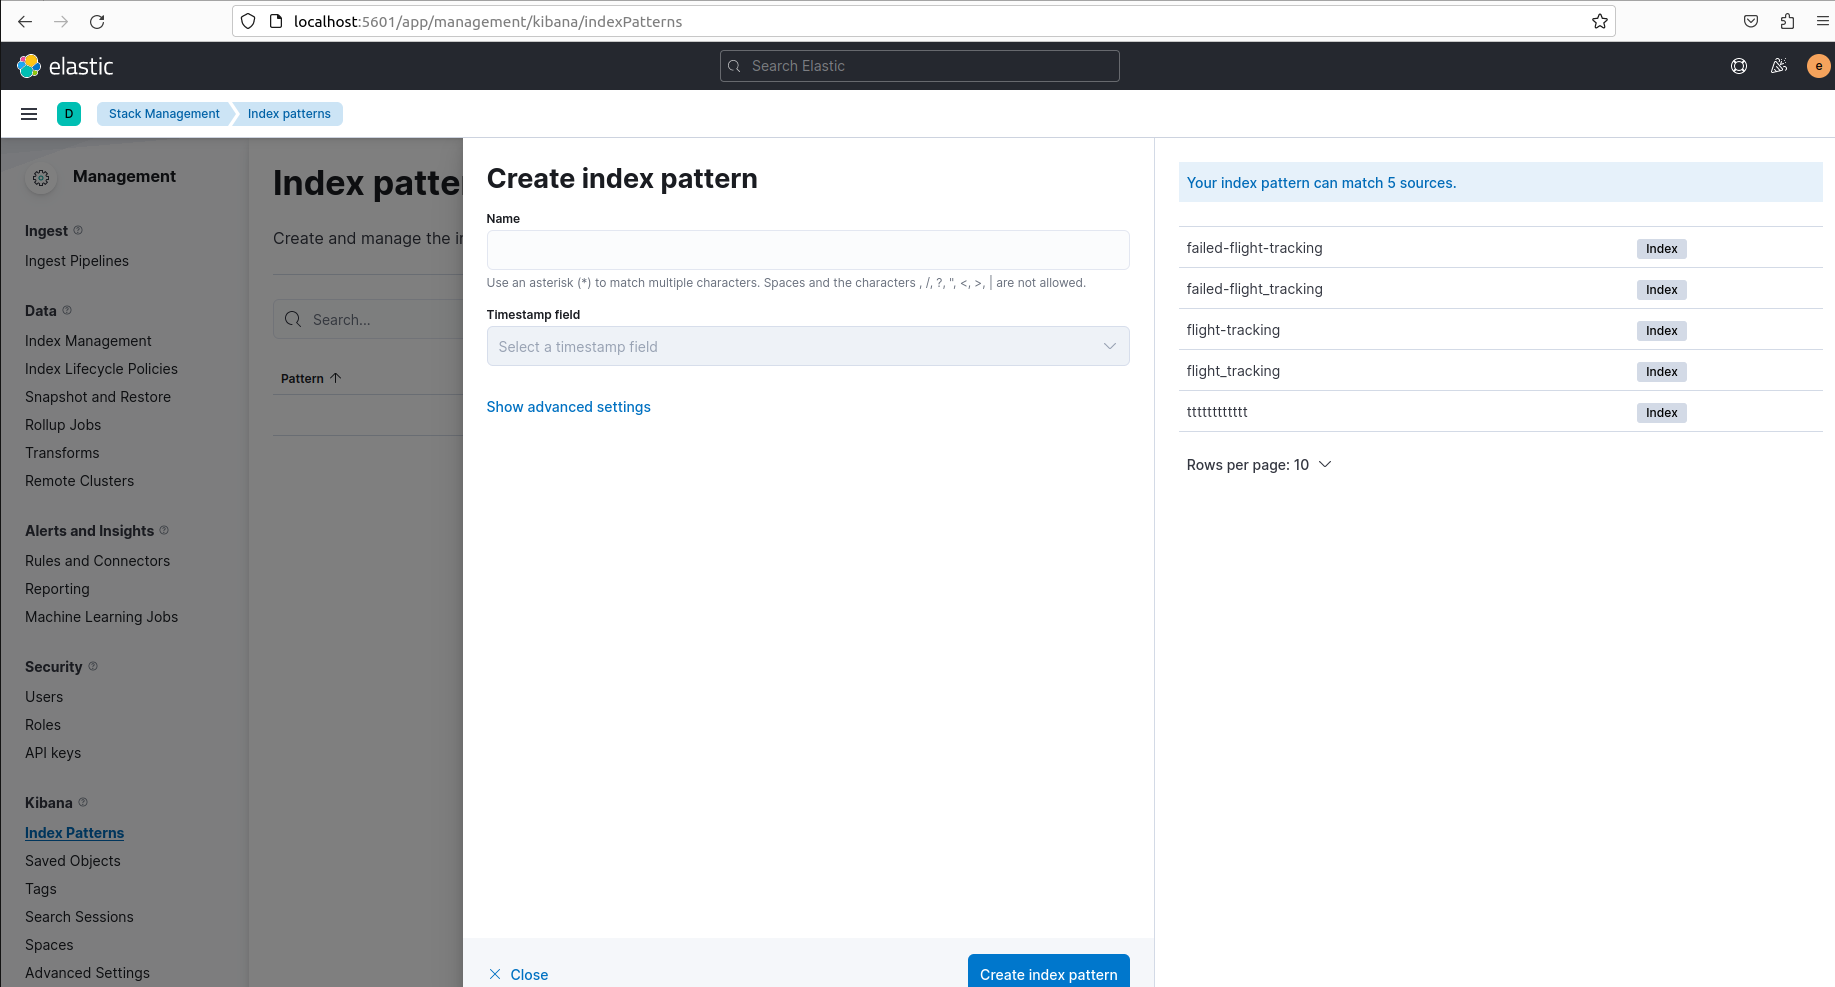 localhost:5601/app/management/kibana/indexPatterns
elastic
Search Elastic
e
D
Stack Management
Index patterns
Management
Ingest
Ingest Pipelines
Data
Index Management
Index Lifecycle Policies
Snapshot and Restore
Rollup Jobs
Transforms
Remote Clusters
Alerts and Insights
Rules and Connectors
Reporting
Machine Learning Jobs
Security
Users
Roles
API keys
Kibana
Index Patterns
Saved Objects
Tags
Search Sessions
Spaces
Advanced Settings
Index patte
Create and manage the i
Search...
Pattern
Create index pattern
Name
Use an asterisk (*) to match multiple characters. Spaces and the characters , /, ?, ", <, >, | are not allowed.
Timestamp field
Select a timestamp field
Show advanced settings
Close
Create index pattern
Your index pattern can match 5 sources.
failed-flight-tracking Index
failed-flight_tracking Index
flight-tracking Index
flight_tracking Index
tttttttttttt Index
Rows per page: 10